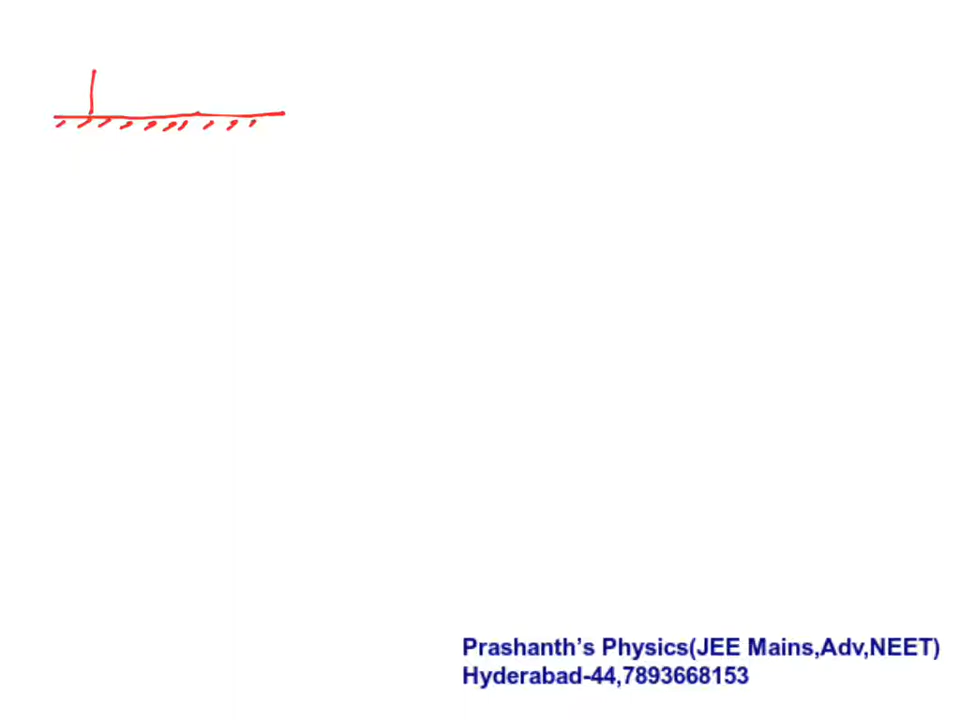 Prashanth’s Physics(JEE Mains,Adv,NEET)
Hyderabad-44,7893668153